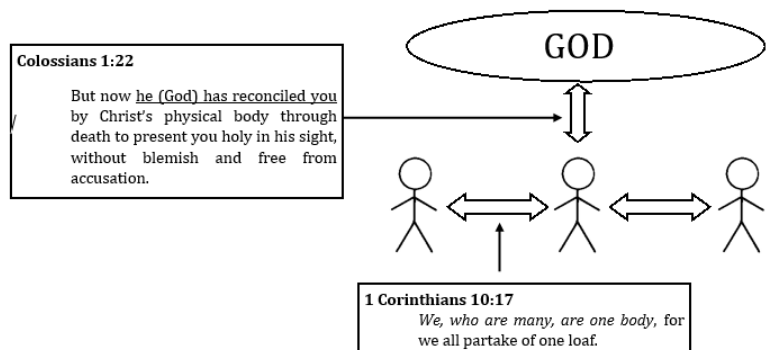 GOD
Colossians 1:22
But now he (God) has reconciled you
by Christ’s physical body through
death to present you holy in his sight,
without blemish and free from
accusation.
1 Corinthians 10:17
We, who are many, are one body, for
we all partake of one loaf.